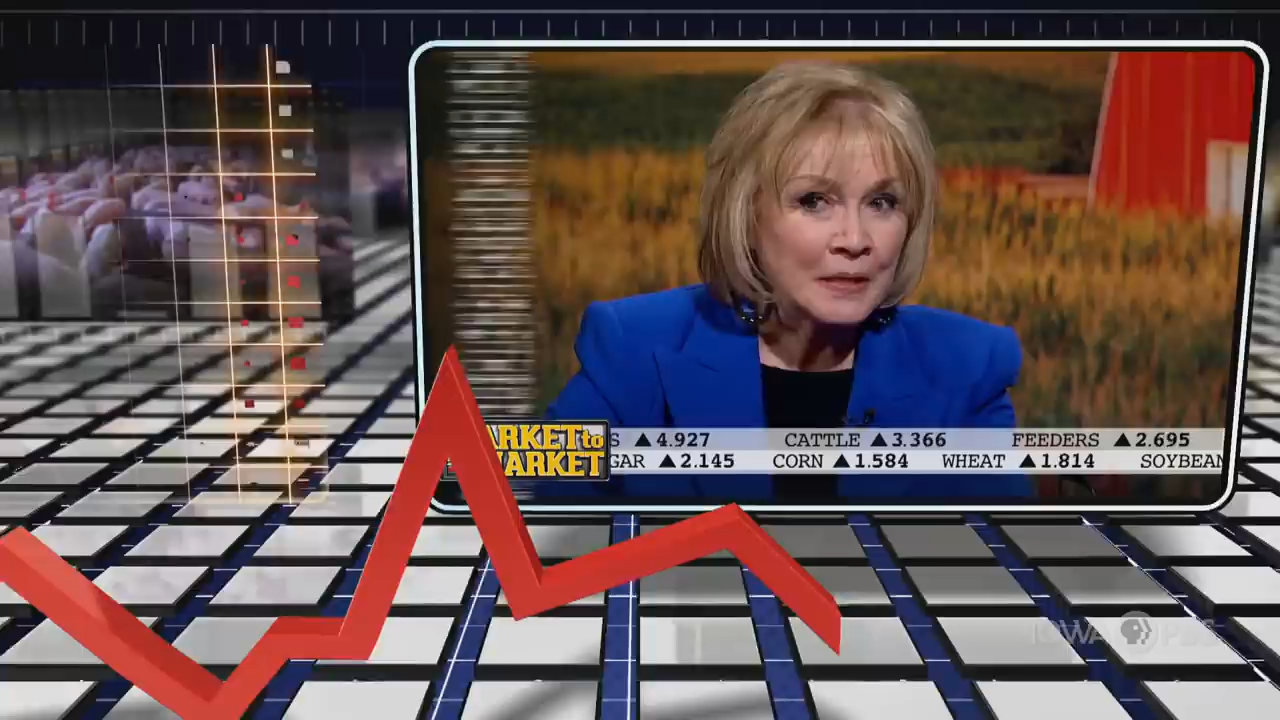 S ▲4.927 CATTLE ▲3.366 FEEDERS ▲2.695
GAR ▲2.145 CORN ▲1.584 WHEAT ▲1.814 SOYBEAN
ARKET to
MARKET
IOWA PBS